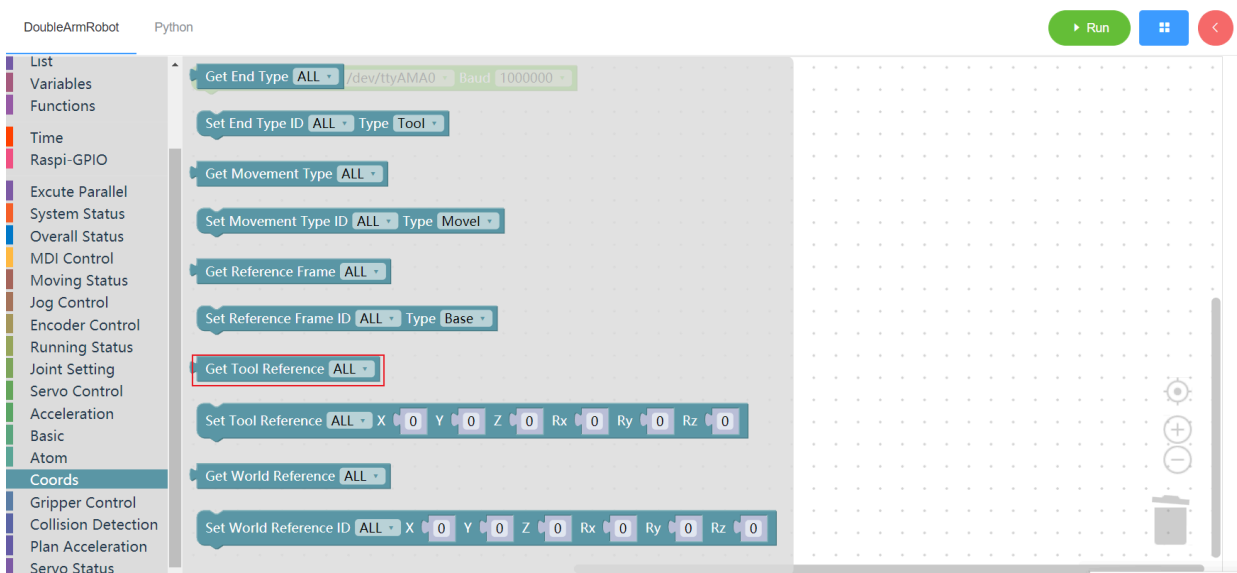 DoubleArmRobot Python Run
List
Variables
Functions
Time
Raspi-GPIO
Excute Parallel
System Status
Overall Status
MDI Control
Moving Status
Jog Control
Encoder Control
Running Status
Joint Setting
Servo Control
Acceleration
Basic
Atom
Coords
Gripper Control
Collision Detection
Plan Acceleration
Servo Status
Get End Type ALL /dev/ttyAMA0 Baud 1000000
Set End Type ID ALL Type Tool
Get Movement Type ALL
Set Movement Type ID ALL Type Movel
Get Reference Frame ALL
Set Reference Frame ID ALL Type Base
Get Tool Reference ALL
Set Tool Reference ALL X 0 Y 0 Z 0 Rx 0 Ry 0 Rz 0
Get World Reference ALL
Set World Reference ID ALL X 0 Y 0 Z 0 Rx 0 Ry 0 Rz 0